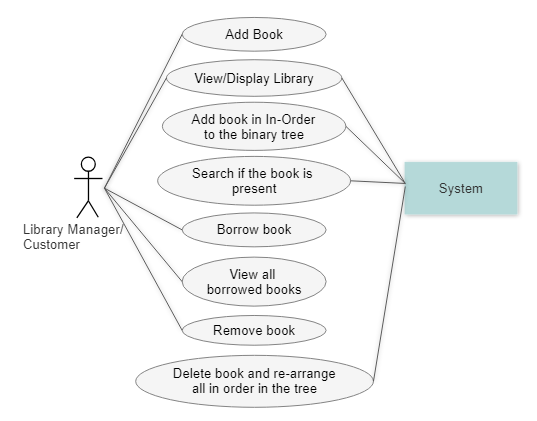 Add Book
View/Display Library
Add book in In-Order
to the binary tree
Search if the book is
present
System
Library Manager/
Customer
Borrow book
View all
borrowed books
Remove book
Delete book and re-arrange
all in order in the tree